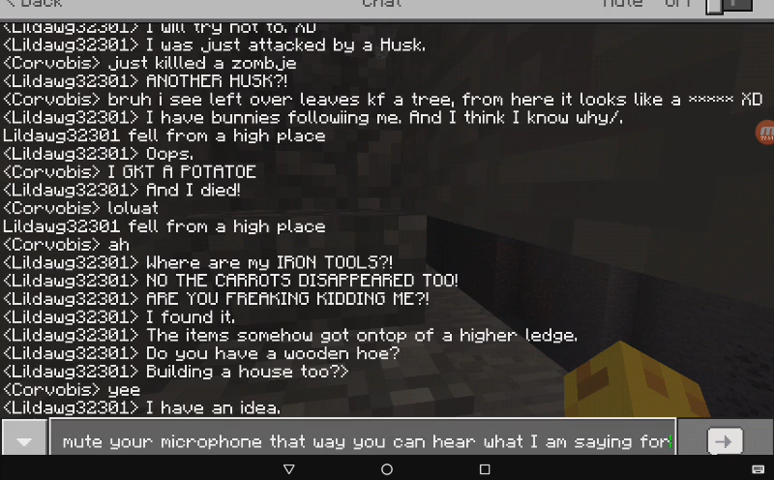 < Back Chat Mute Off
<Lildawg32301> I will try not to. XD
<Lildawg32301> I was just attacked by a Husk.
<Corvobis> just killled a zombje
<Lildawg32301> ANOTHER HUSK?!
<Corvobis> bruh i see left over leaves kf a tree, from here it looks like a ××××× XD
<Lildawg32301> I have bunnies followiing me. And I think I know why/.
Lildawg32301 fell from a high place
<Lildawg32301> Oops.
<Corvobis> I GKT A POTATOE
<Lildawg32301> And I died!
<Corvobis> lolwat
Lildawg32301 fell from a high place
<Corvobis> ah
<Lildawg32301> Where are my IRON TOOLS?!
<Lildawg32301> NO THE CARROTS DISAPPEARED TOO!
<Lildawg32301> ARE YOU FREAKING KIDDING ME?!
<Lildawg32301> I found it.
<Lildawg32301> The items somehow got ontop of a higher ledge.
<Lildawg32301> Do you have a wooden hoe?
<Lildawg32301> Building a house too?>
<Corvobis> yee
<Lildawg32301> I have an idea.
mute your microphone that way you can hear what I am saying for